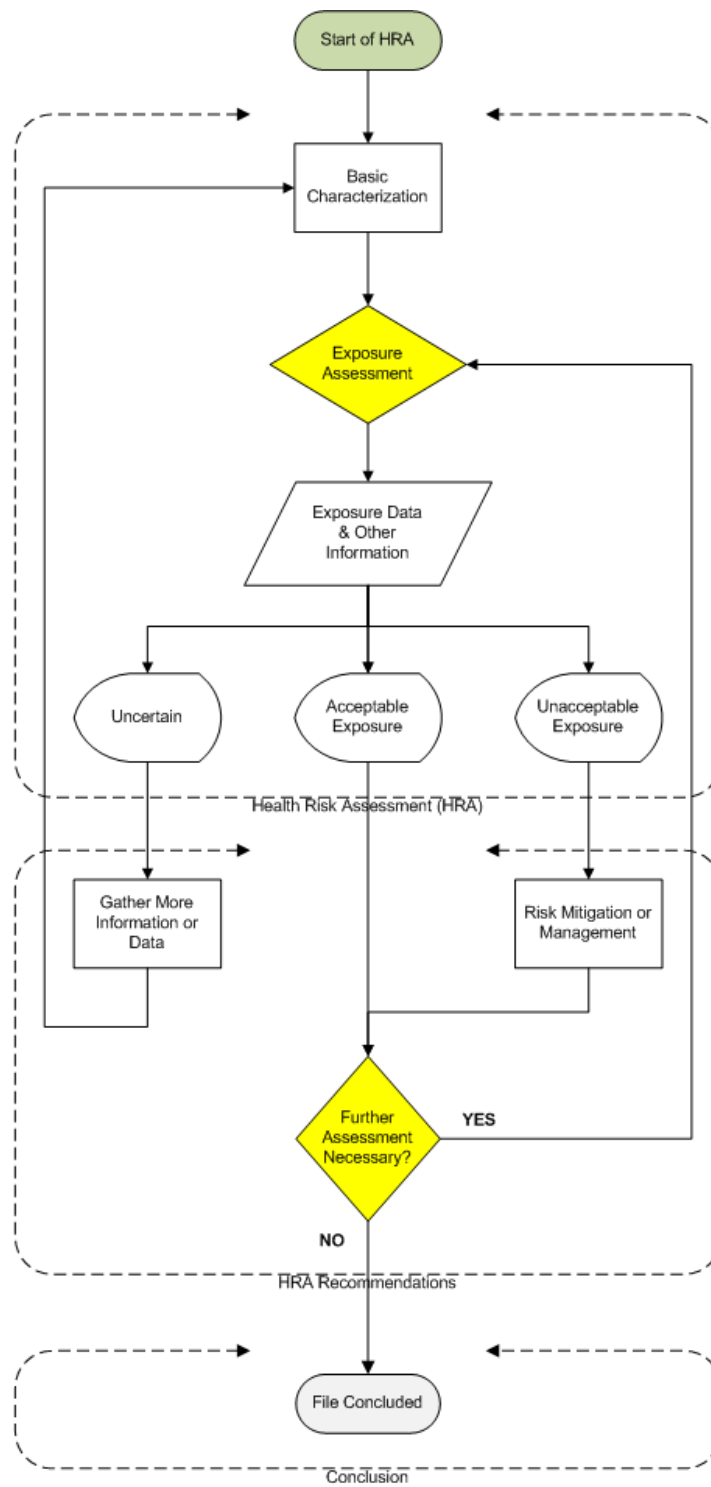 Start of HRA
Basic
Characterization
Exposure
Assessment
Exposure Data
& Other
Information
Uncertain
Acceptable
Exposure
Unacceptable
Exposure
Health Risk Assessment (HRA)
Gather More
Information or
Data
Risk Mitigation or
Management
Further
Assessment
Necessary?
YES
NO
HRA Recommendations
File Concluded
Conclusion